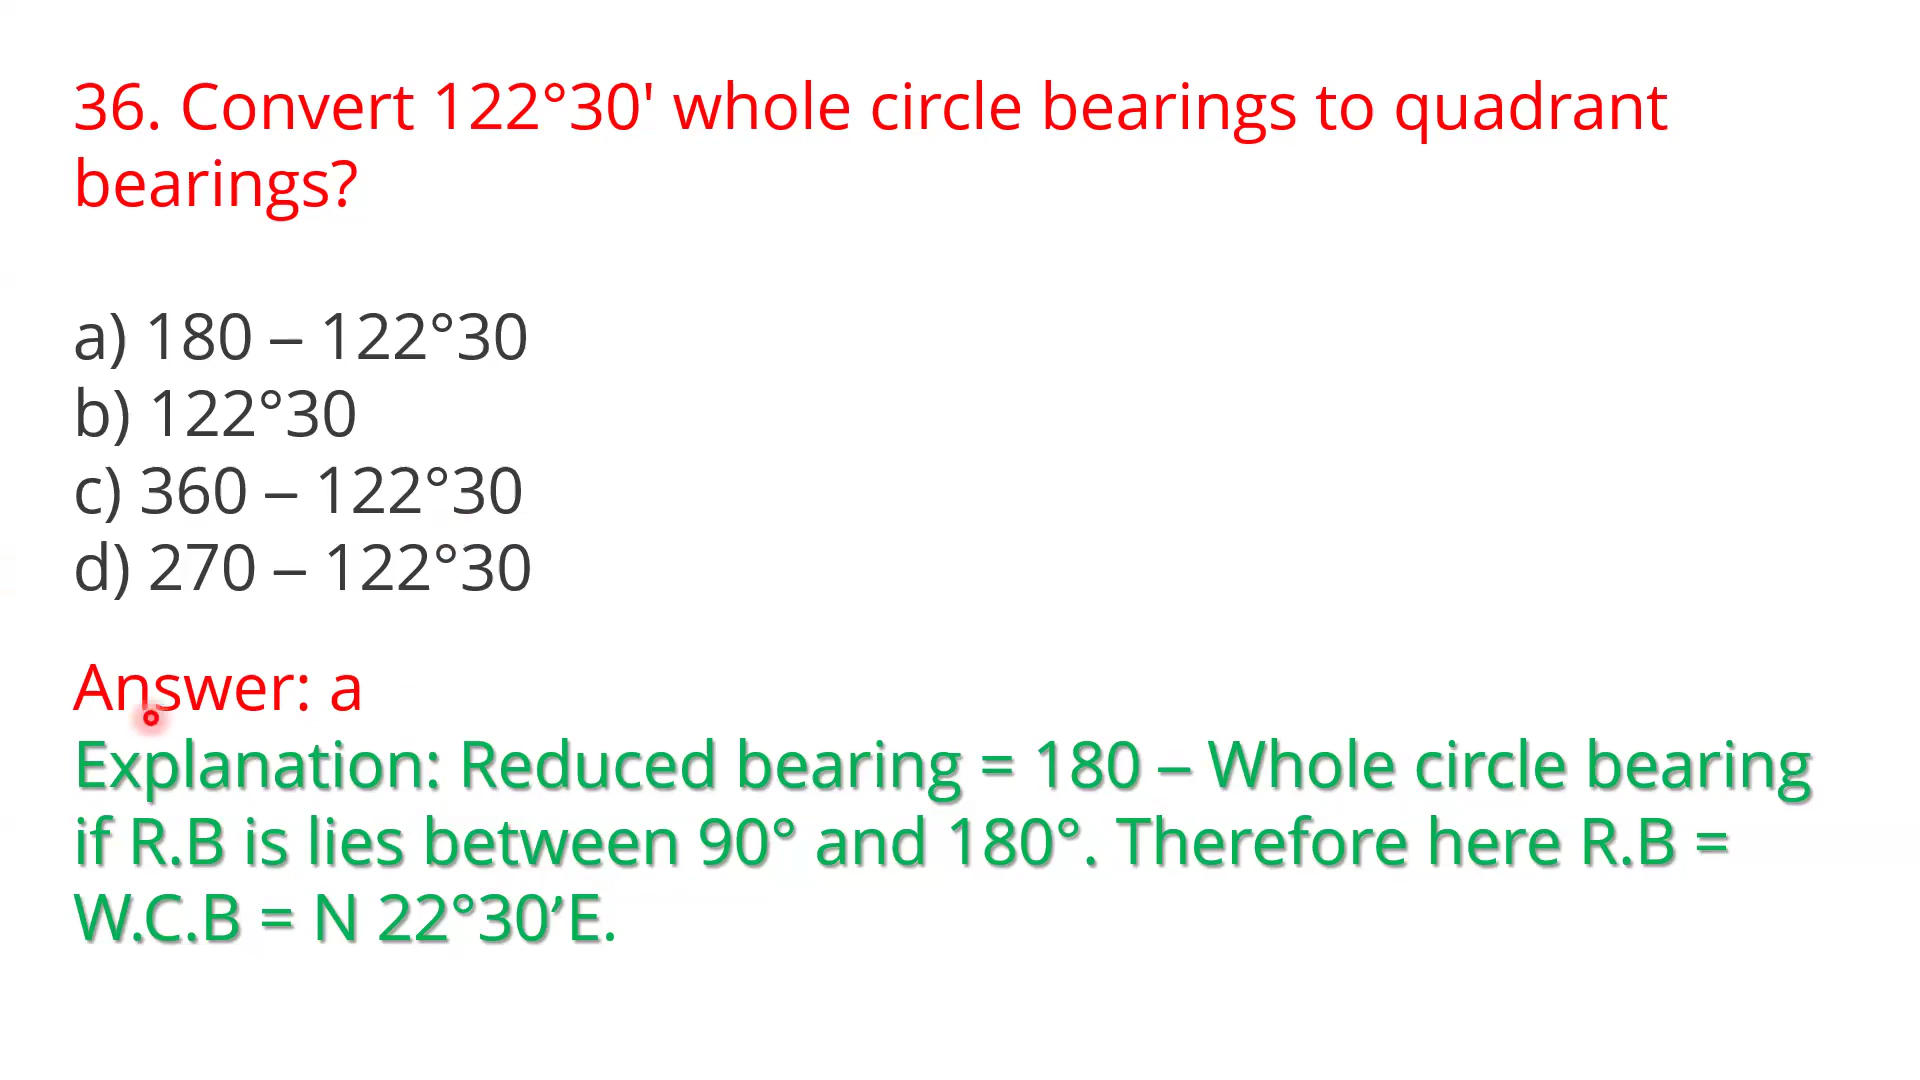 36. Convert 122°30' whole circle bearings to quadrant
bearings?
a) 180 – 122°30
b) 122°30
c) 360 – 122°30
d) 270 – 122°30
Answer: a
Explanation: Reduced bearing = 180 – Whole circle bearing
if R.B is lies between 90° and 180°. Therefore here R.B =
W.C.B = N 22°30’E.